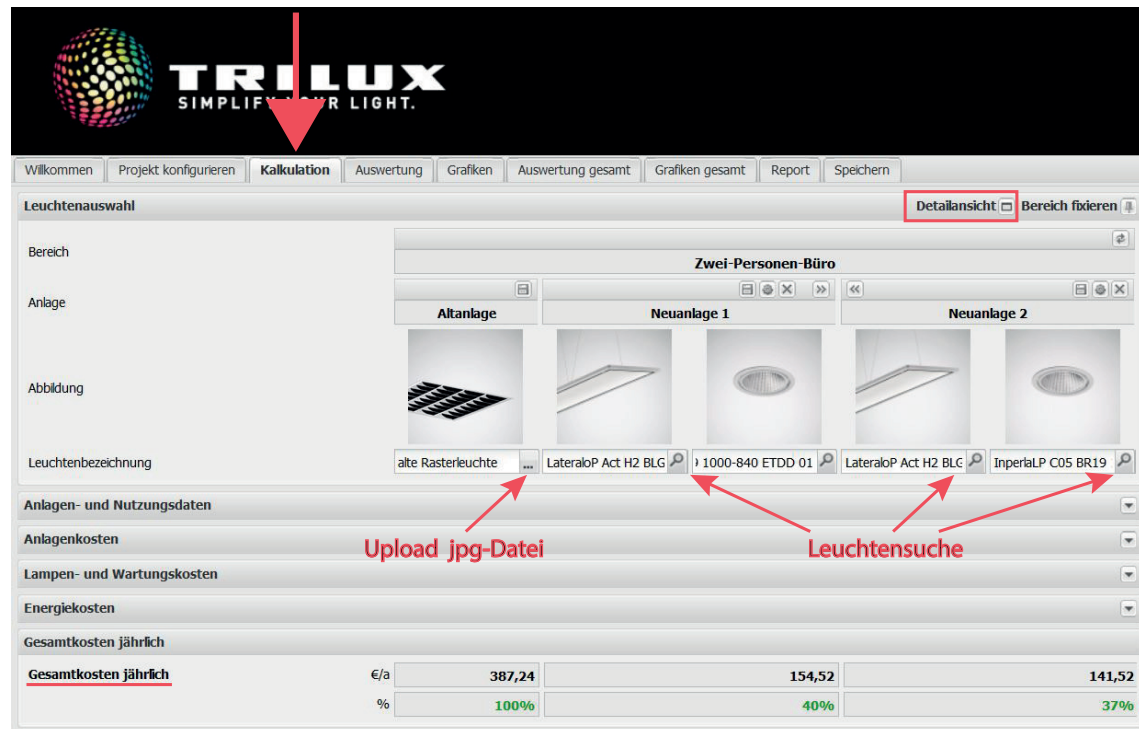 TRILUX
SIMPLIFY YOUR LIGHT.
Willkommen Projekt konfigurieren Kalkulation Auswertung Grafiken Auswertung gesamt Grafiken gesamt Report Speichern
Leuchtenauswahl Detailansicht Bereich fixieren
Bereich
Zwei-Personen-Büro
Anlage
Altanlage Neuanlage 1 Neuanlage 2
Abbildung
Leuchtenbezeichnung alte Rasterleuchte ... LateraloP Act H2 BLG 1000-840 ETDD 01 LateraloP Act H2 BLG InperlaLP C05 BR19
Anlagen- und Nutzungsdaten
Anlagenkosten
Upload jpg-Datei Leuchtensuche
Lampen- und Wartungskosten
Energiekosten
Gesamtkosten jährlich
Gesamtkosten jährlich €/a 387,24 154,52 141,52
% 100% 40% 37%